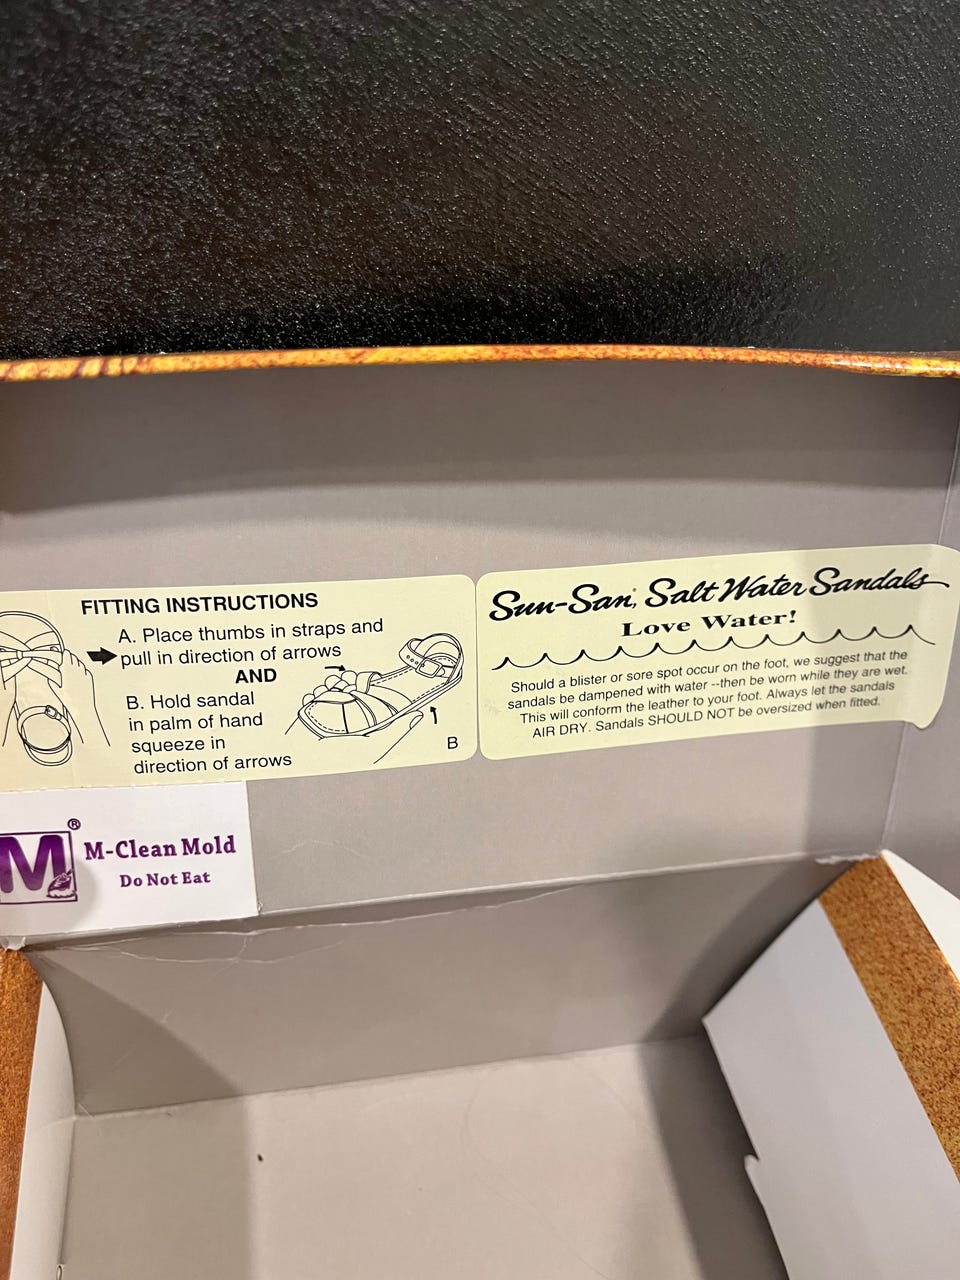 FITTING INSTRUCTIONS
A. Place thumbs in straps and
pull in direction of arrows
AND
B. Hold sandal
in palm of hand
squeeze in
direction of arrows
B
Sun-San, Salt Water Sandals
Love Water!
Should a blister or sore spot occur on the foot, we suggest that the
sandals be dampened with water --then be worn while they are wet.
This will conform the leather to your foot. Always let the sandals
AIR DRY. Sandals SHOULD NOT be oversized when fitted.
M®
M-Clean Mold
Do Not Eat